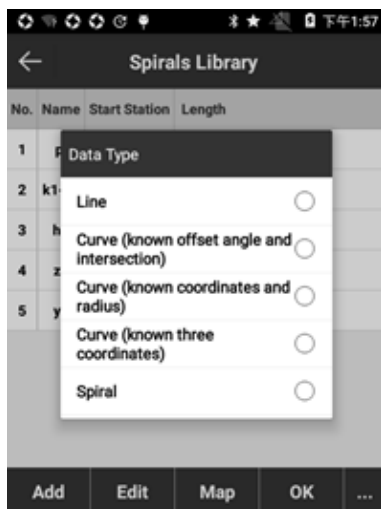 下午1:57
Spirals Library
No. Name Start Station Length
Data Type
1
2 k1-
3 h
4 z
5 y
Line
Curve (known offset angle and
intersection)
Curve (known coordinates and
radius)
Curve (known three
coordinates)
Spiral
Add Edit Map OK ...